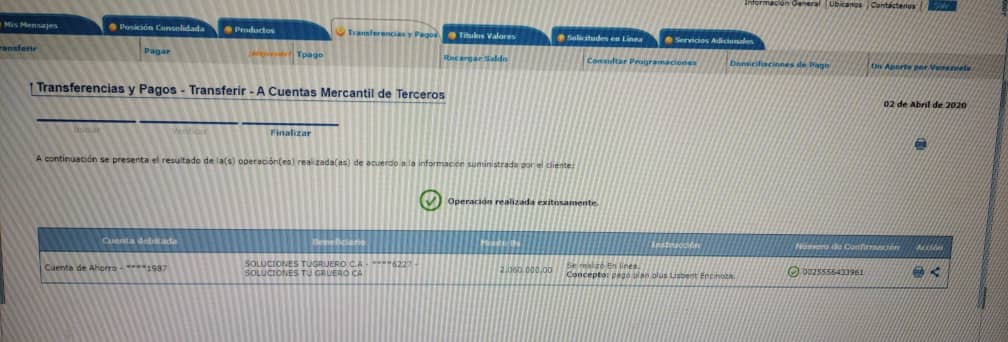 Información General | Ubícanos | Contáctenos | Salir
Mis Mensajes
Posición Consolidada
Productos
Transferencias y Pagos
Títulos Valores
Solicitudes en Línea
Servicios Adicionales
ransferir
Pagar
Tpago
Recargar Saldo
Consultar Programaciones
Domiciliaciones de Pago
Un Aporte por Venezuela
Transferencias y Pagos - Transferir - A Cuentas Mercantil de Terceros
02 de Abril de 2020
Iniciar
Verificar
Finalizar
A continuación se presenta el resultado de la(s) operación(es) realizada(as) de acuerdo a la información suministrada por el cliente:
Operación realizada exitosamente.
Cuenta debitada
Beneficiario
Monto Bs
Instrucción
Número de Confirmación
Acción
Cuenta de Ahorro - ****1987
SOLUCIONES TUGRUERO C.A - ****6227 -
SOLUCIONES TU GRUERO CA
2.060.000,00
Se realizó En línea.
Concepto: pago plan plus Lisbent Encinoza.
0025556433961